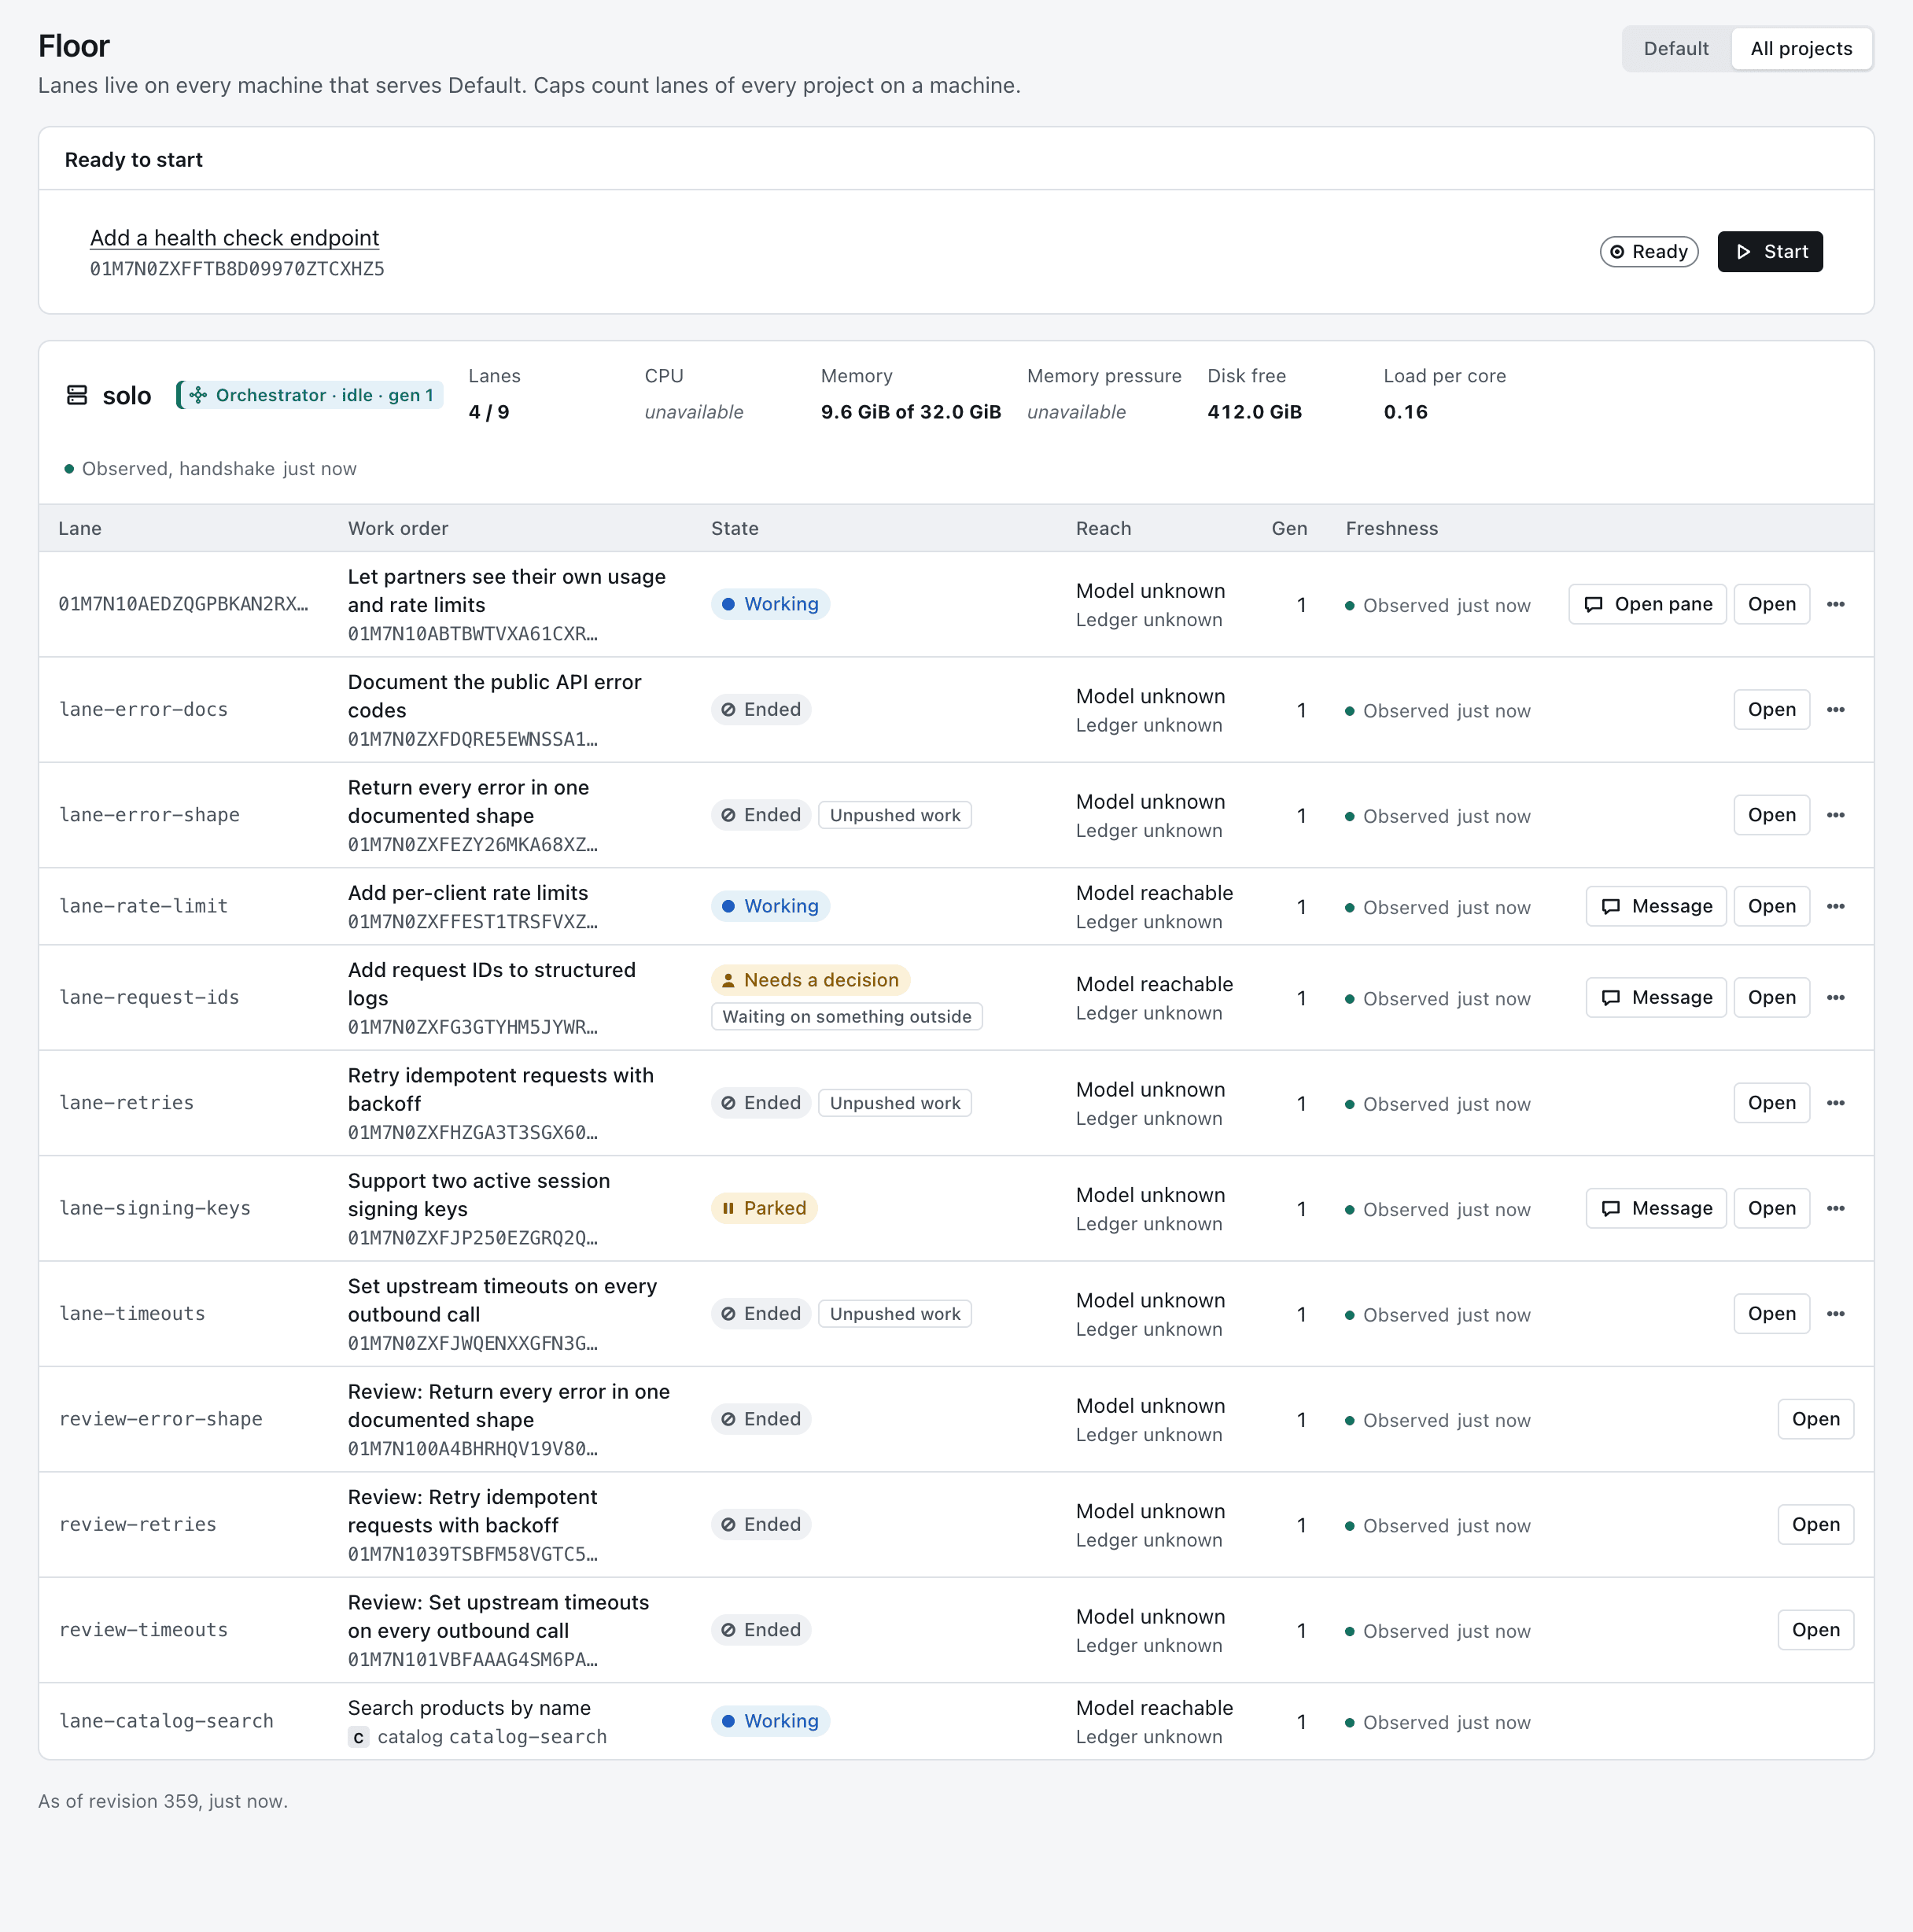 Floor
Default
All projects
Lanes live on every machine that serves Default. Caps count lanes of every project on a machine.
Ready to start
Add a health check endpoint
01M7N0ZXFFTB8D09970ZTCXHZ5
Ready
Start
solo
Orchestrator · idle · gen 1
Lanes
4 / 9
CPU
unavailable
Memory
9.6 GiB of 32.0 GiB
Memory pressure
unavailable
Disk free
412.0 GiB
Load per core
0.16
Observed, handshake just now
Lane Work order State Reach Gen Freshness
01M7N10AEDZQGPBKAN2RX…
Let partners see their own usage
and rate limits
01M7N10ABTBWTVXA61CXR…
Working
Model unknown
Ledger unknown
1
Observed just now
Open pane
Open
lane-error-docs
Document the public API error
codes
01M7N0ZXFDQRE5EWNSSA1…
Ended
Model unknown
Ledger unknown
1
Observed just now
Open
lane-error-shape
Return every error in one
documented shape
01M7N0ZXFEZY26MKA68XZ…
Ended
Unpushed work
Model unknown
Ledger unknown
1
Observed just now
Open
lane-rate-limit
Add per-client rate limits
01M7N0ZXFFEST1TRSFVXZ…
Working
Model reachable
Ledger unknown
1
Observed just now
Message
Open
lane-request-ids
Add request IDs to structured
logs
01M7N0ZXFG3GTYHM5JYWR…
Needs a decision
Waiting on something outside
Model reachable
Ledger unknown
1
Observed just now
Message
Open
lane-retries
Retry idempotent requests with
backoff
01M7N0ZXFHZGA3T3SGX60…
Ended
Unpushed work
Model unknown
Ledger unknown
1
Observed just now
Open
lane-signing-keys
Support two active session
signing keys
01M7N0ZXFJP250EZGRQ2Q…
Parked
Model unknown
Ledger unknown
1
Observed just now
Message
Open
lane-timeouts
Set upstream timeouts on every
outbound call
01M7N0ZXFJWQENXXGFN3G…
Ended
Unpushed work
Model unknown
Ledger unknown
1
Observed just now
Open
review-error-shape
Review: Return every error in one
documented shape
01M7N100A4BHRHQV19V80…
Ended
Model unknown
Ledger unknown
1
Observed just now
Open
review-retries
Review: Retry idempotent
requests with backoff
01M7N1039TSBFM58VGTC5…
Ended
Model unknown
Ledger unknown
1
Observed just now
Open
review-timeouts
Review: Set upstream timeouts
on every outbound call
01M7N101VBFAAAG4SM6PA…
Ended
Model unknown
Ledger unknown
1
Observed just now
Open
lane-catalog-search
Search products by name
C catalog catalog-search
Working
Model reachable
Ledger unknown
1
Observed just now
As of revision 359, just now.